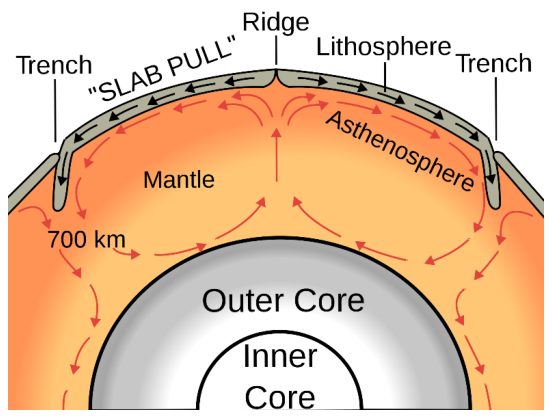 Ridge
Trench
"SLAB PULL"
Lithosphere
Trench
Asthenosphere
Mantle
700 km
Outer Core
Inner
Core